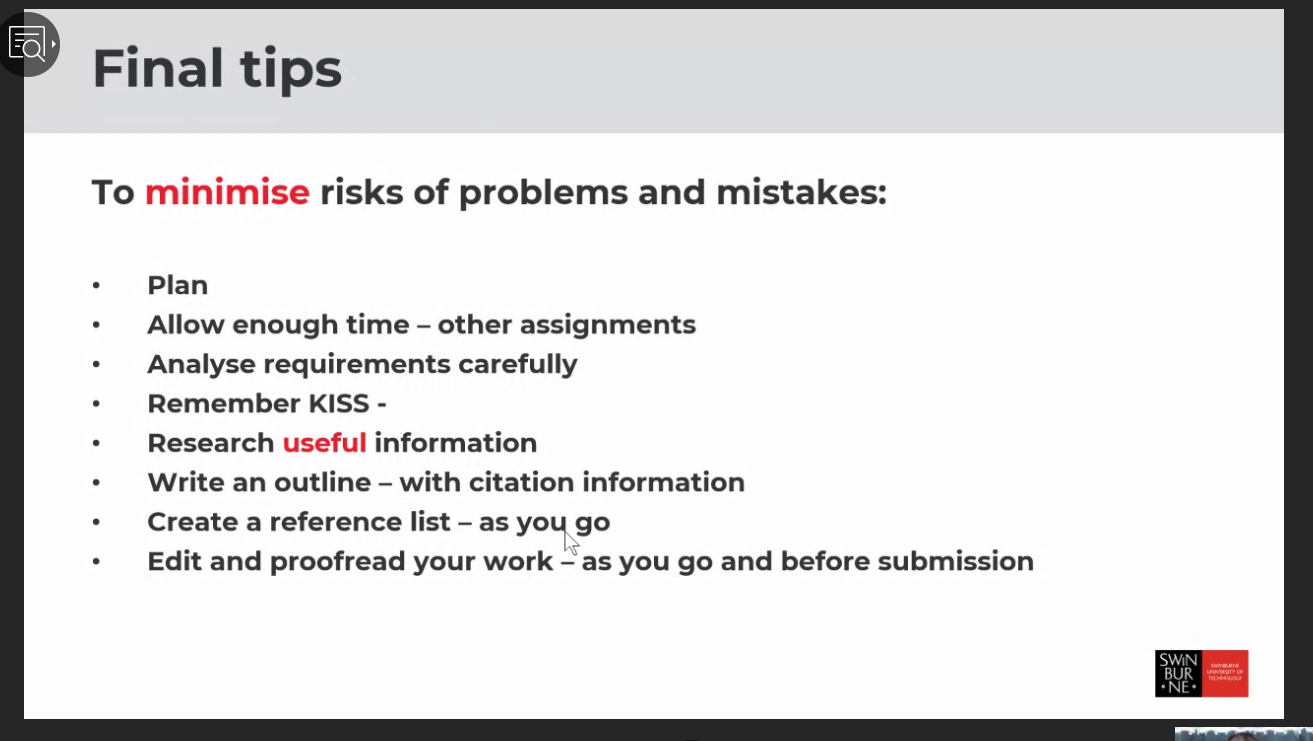 Final tips
To minimise risks of problems and mistakes:
• Plan
• Allow enough time – other assignments
• Analyse requirements carefully
• Remember KISS -
• Research useful information
• Write an outline – with citation information
• Create a reference list – as you go
• Edit and proofread your work – as you go and before submission
SWIN
BUR
• NE •
SWINBURNE
UNIVERSITY OF
TECHNOLOGY